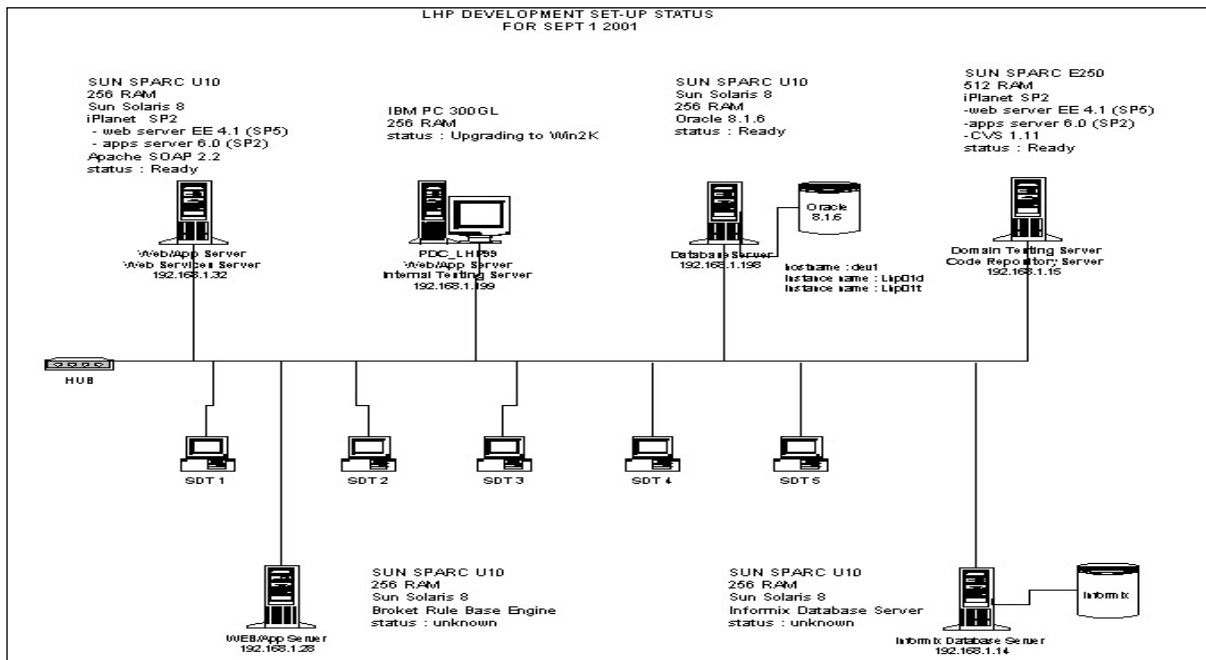 LHP DEVELOPMENT SET-UP STATUS
FOR SEPT 1 2001
SUN SPARC U10
256 RAM
Sun Solaris 8
iPlanet SP2
- web server EE 4.1 (SP5)
- apps server 6.0 (SP2)
Apache SOAP 2.2
status : Ready
Web/App Server
Web Services Server
192.168.1.32
IBM PC 300GL
256 RAM
status : Upgrading to Win2K
PDC_LHP99
Web/App Server
Internal Testing Server
192.168.1.199
SUN SPARC U10
Sun Solaris 8
256 RAM
Oracle 8.1.6
status : Ready
Oracle
8.1.6
Database Server
192.168.1.198
hostname : deu1
Instance name : Lhp01d
Instance name : Lhp01t
SUN SPARC E250
512 RAM
iPlanet SP2
-web server EE 4.1 (SP5)
-apps server 6.0 (SP2)
-CVS 1.11
status : Ready
Domain Testing Server
Code Repository Server
192.168.1.15
HUB
SDT 1
SDT 2
SDT 3
SDT 4
SDT 5
SUN SPARC U10
256 RAM
Sun Solaris 8
Broket Rule Base Engine
status : unknown
WEB/App Server
192.168.1.28
SUN SPARC U10
256 RAM
Sun Solaris 8
Informix Database Server
status : unknown
Informix
Informix Database Server
192.168.1.14